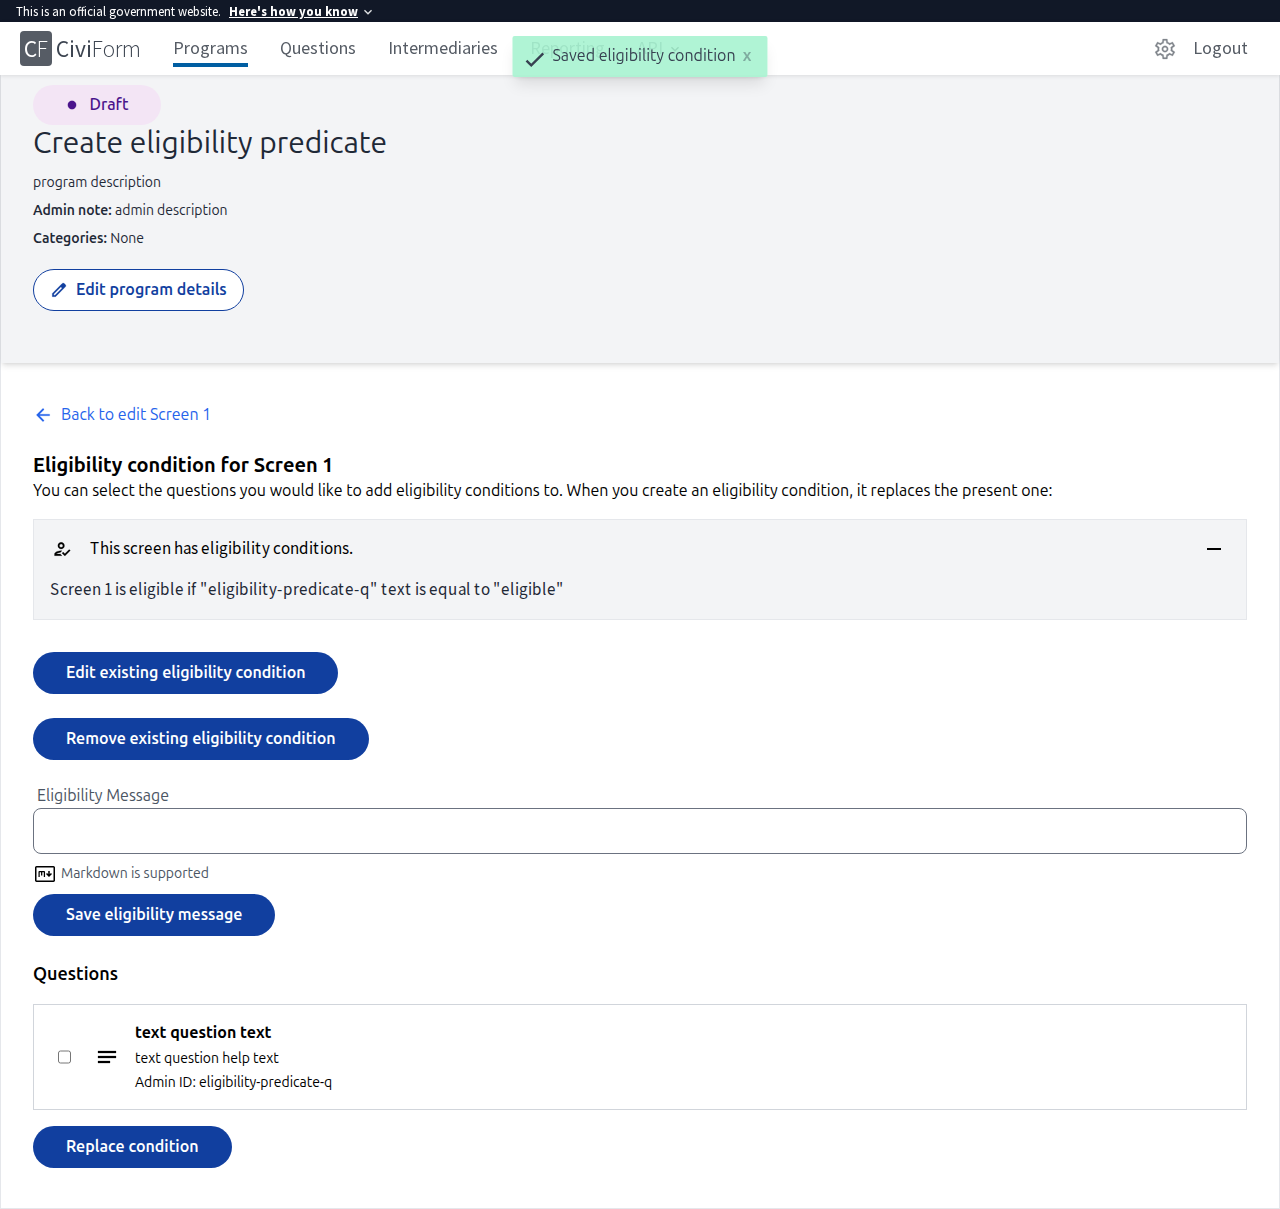 This is an official government website. Here's how you know
CF CiviForm
Programs
Questions
Intermediaries
Saved eligibility condition x
Logout
Draft
Create eligibility predicate
program description
Admin note: admin description
Categories: None
Edit program details
Back to edit Screen 1
Eligibility condition for Screen 1
You can select the questions you would like to add eligibility conditions to. When you create an eligibility condition, it replaces the present one:
This screen has eligibility conditions.
Screen 1 is eligible if "eligibility-predicate-q" text is equal to "eligible"
Edit existing eligibility condition
Remove existing eligibility condition
Eligibility Message
Markdown is supported
Save eligibility message
Questions
text question text
text question help text
Admin ID: eligibility-predicate-q
Replace condition